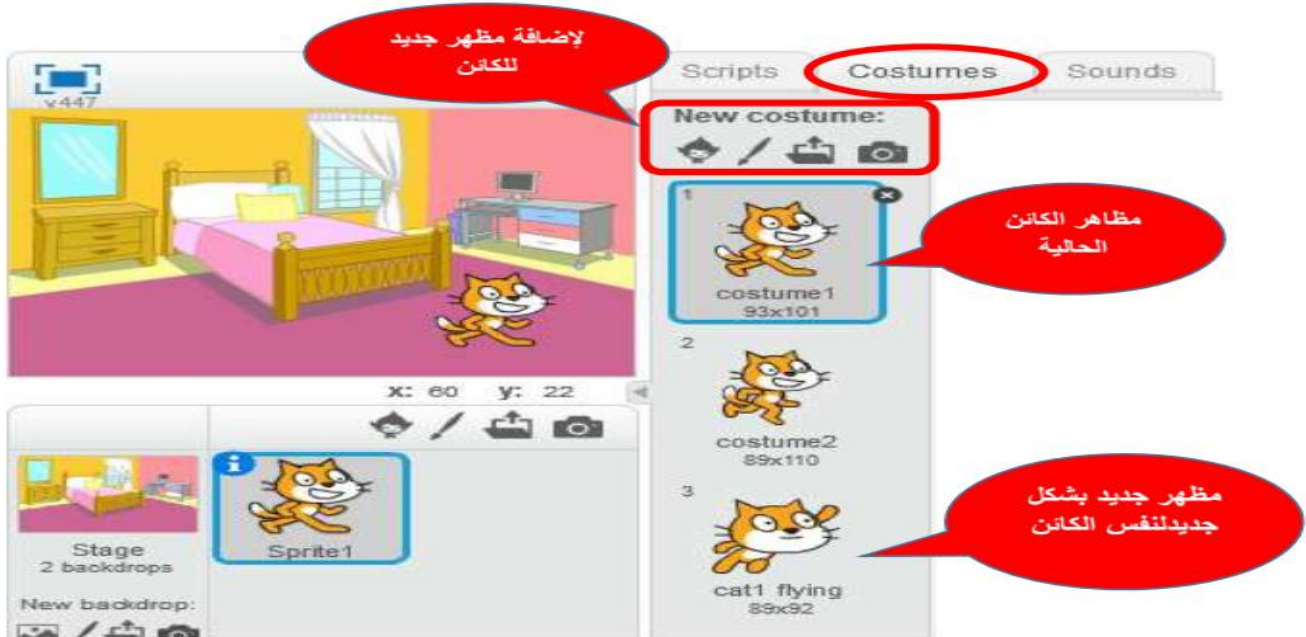 لإضافة مظهر جديد
للكائن
v447
Scripts
Costumes
Sounds
New costume:
1
costume1
93x101
مظاهر الكائن
الحالية
2
costume2
89x110
x: 60 y: 22
3
cat1 flying
89x92
مظهر جديد بشكل
جديدلنفس الكائن
Stage
2 backdrops
Sprite1
New backdrop: